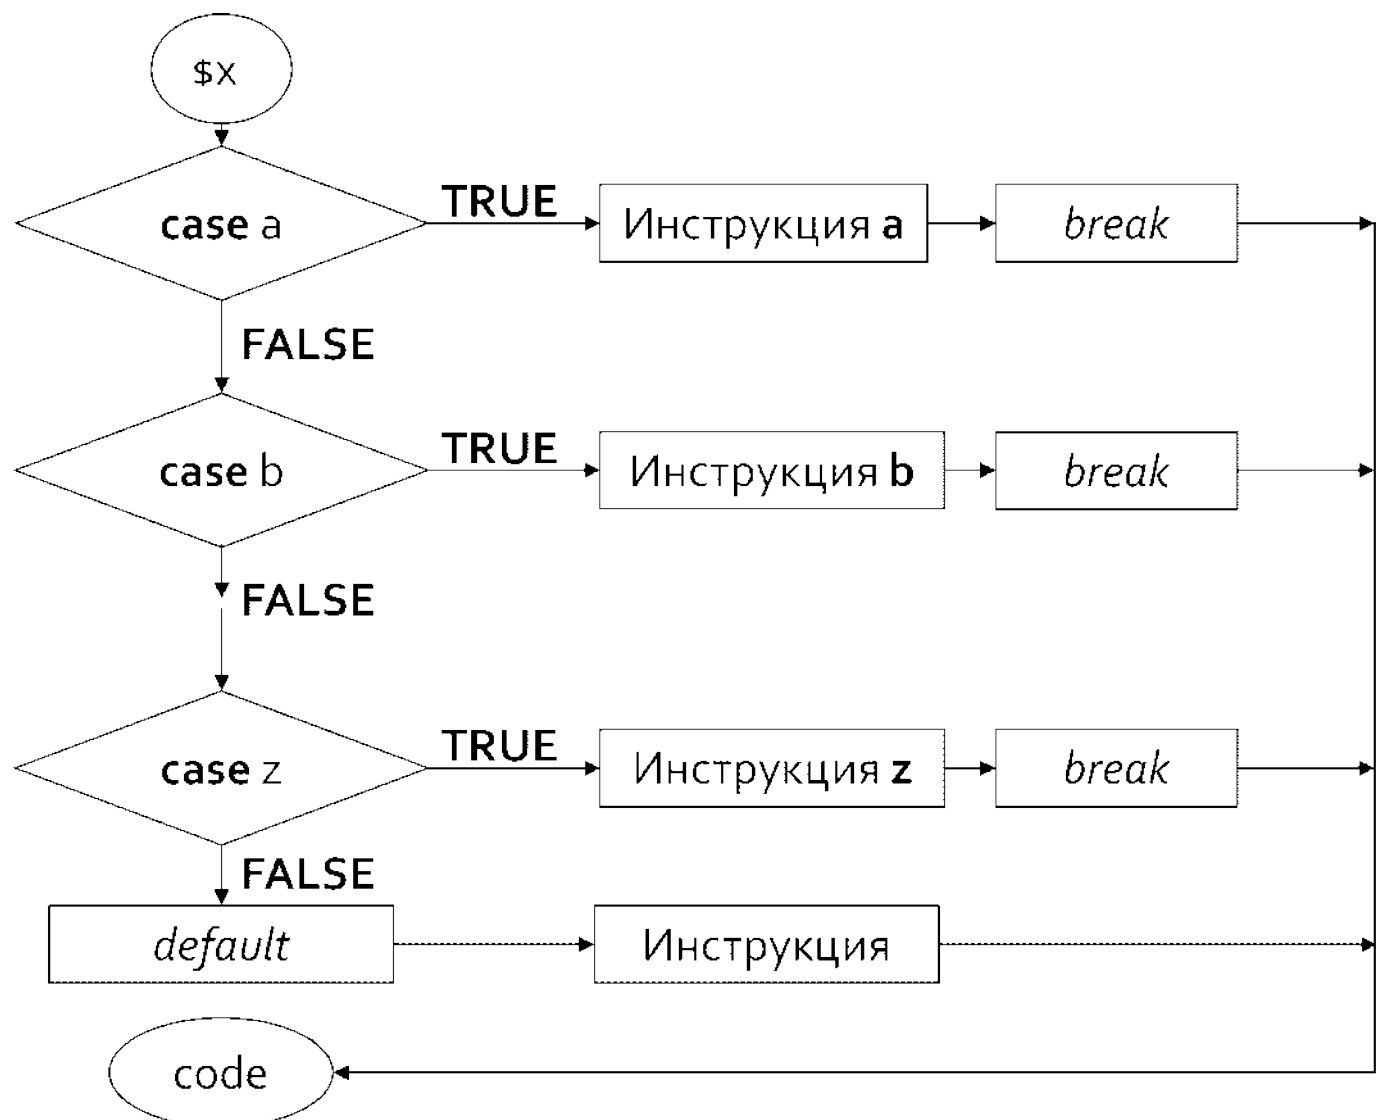 $x
case a
TRUE
Инструкция a
break
FALSE
case b
TRUE
Инструкция b
break
FALSE
case z
TRUE
Инструкция z
break
FALSE
default
Инструкция
code